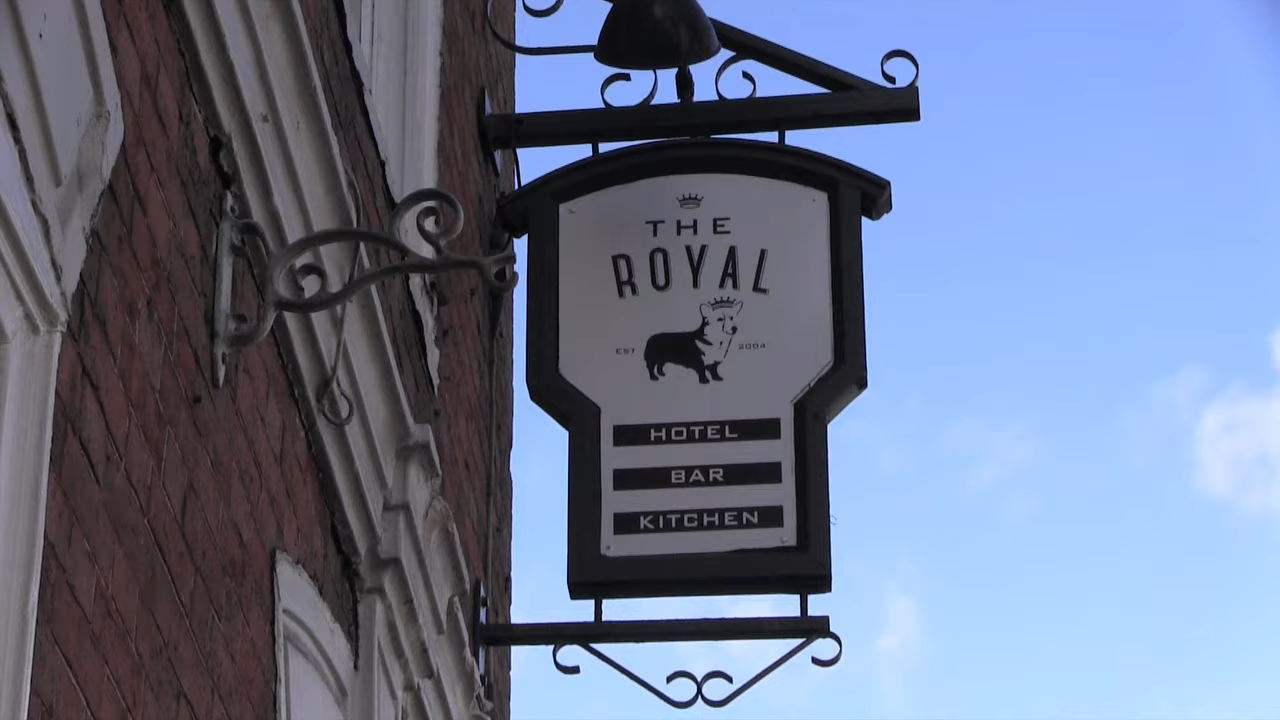 THE
ROYAL
EST 2004
HOTEL
BAR
KITCHEN